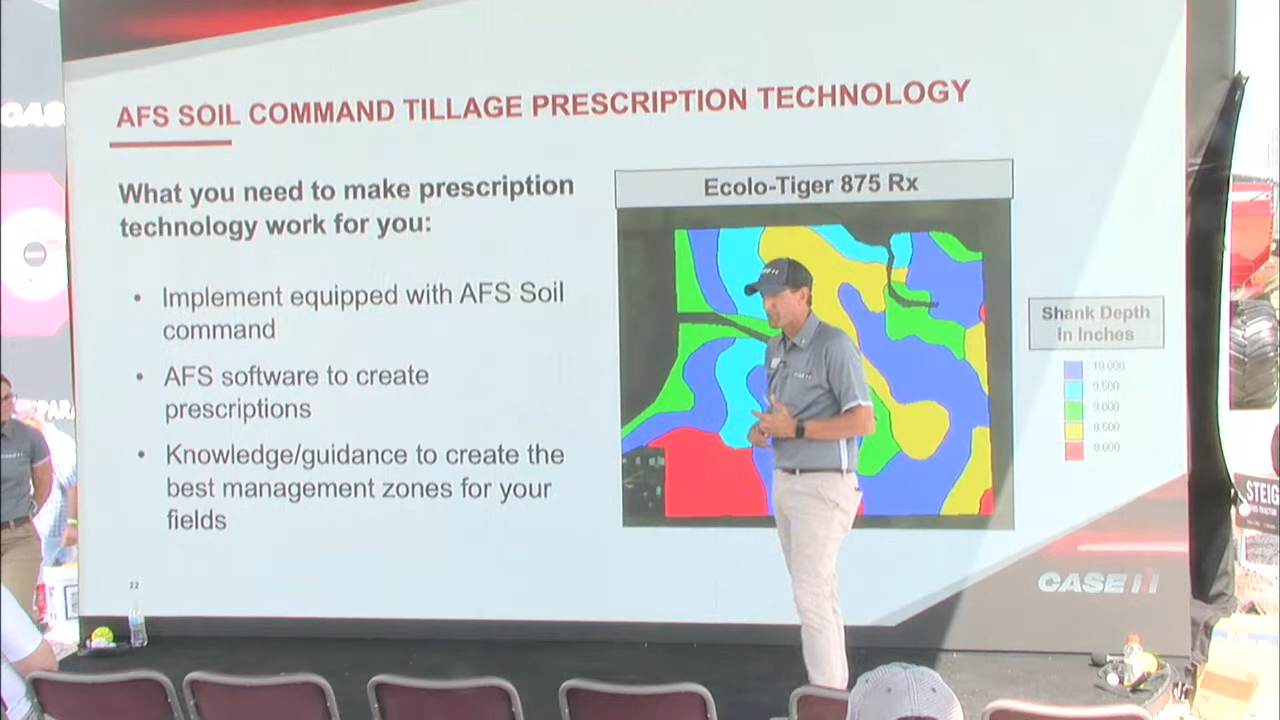 AFS SOIL COMMAND TILLAGE PRESCRIPTION TECHNOLOGY
What you need to make prescription
technology work for you:
• Implement equipped with AFS Soil
command
• AFS software to create
prescriptions
• Knowledge/guidance to create the
best management zones for your
fields
22
Ecolo-Tiger 875 Rx
Shank Depth
in Inches
10.000
9.500
9.000
8.500
CASE IH
CAS
PAR
STEIG